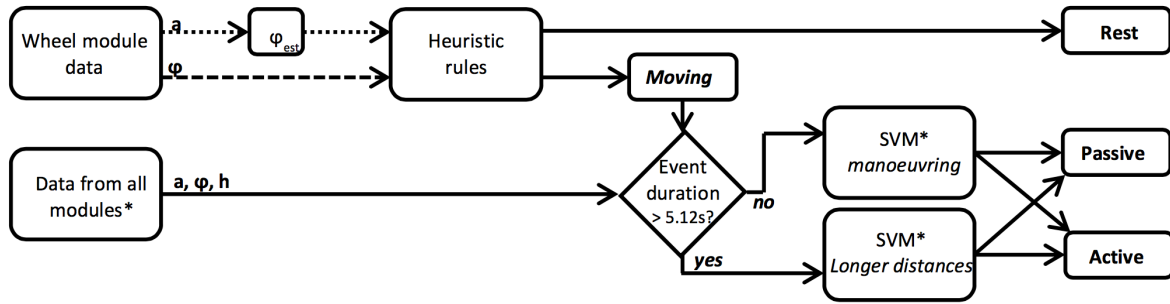 Wheel module
data
a
φ
φest
Heuristic
rules
Rest
Moving
Data from all
modules*
a, φ, h
Event
duration
> 5.12s?
no
yes
SVM*
manoeuvring
SVM*
Longer distances
Passive
Active